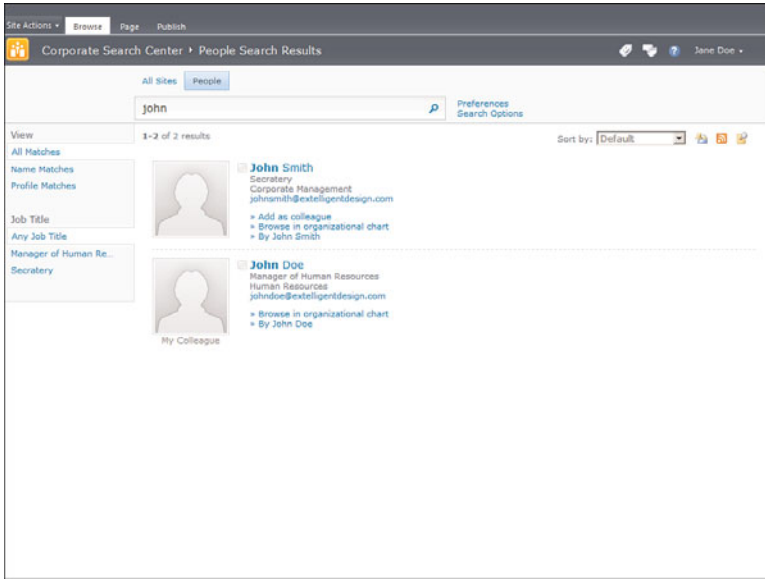 Site Actions Browse Page Publish
Corporate Search Center People Search Results Jane Doe
All Sites People
john
Preferences
Search Options
View
All Matches
Name Matches
Profile Matches
Job Title
Any Job Title
Manager of Human Re...
Secratery
1-2 of 2 results Sort by: Default
John Smith
Secratery
Corporate Management
johnsmith@extelligentdesign.com
» Add as colleague
» Browse in organizational chart
» By John Smith
John Doe
Manager of Human Resources
Human Resources
johndoe@extelligentdesign.com
» Browse in organizational chart
» By John Doe
My Colleague